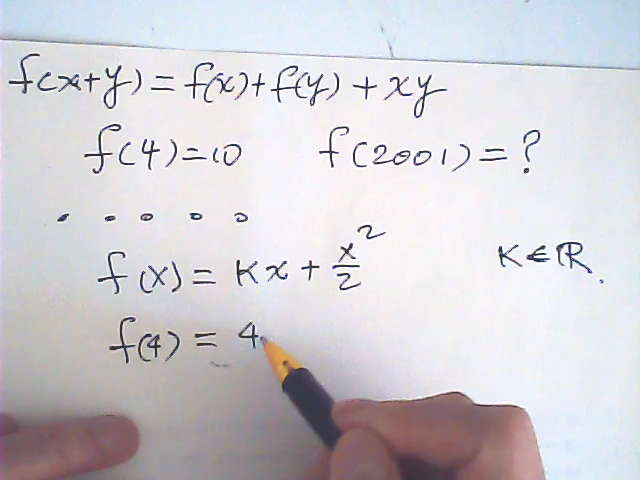 f(x+y) = f(x) + f(y) + xy
f(4) = 10 f(2001) = ?
. . . . .
f(x) = Kx + x²/2 K ∈ ℝ.
f(4) = 4